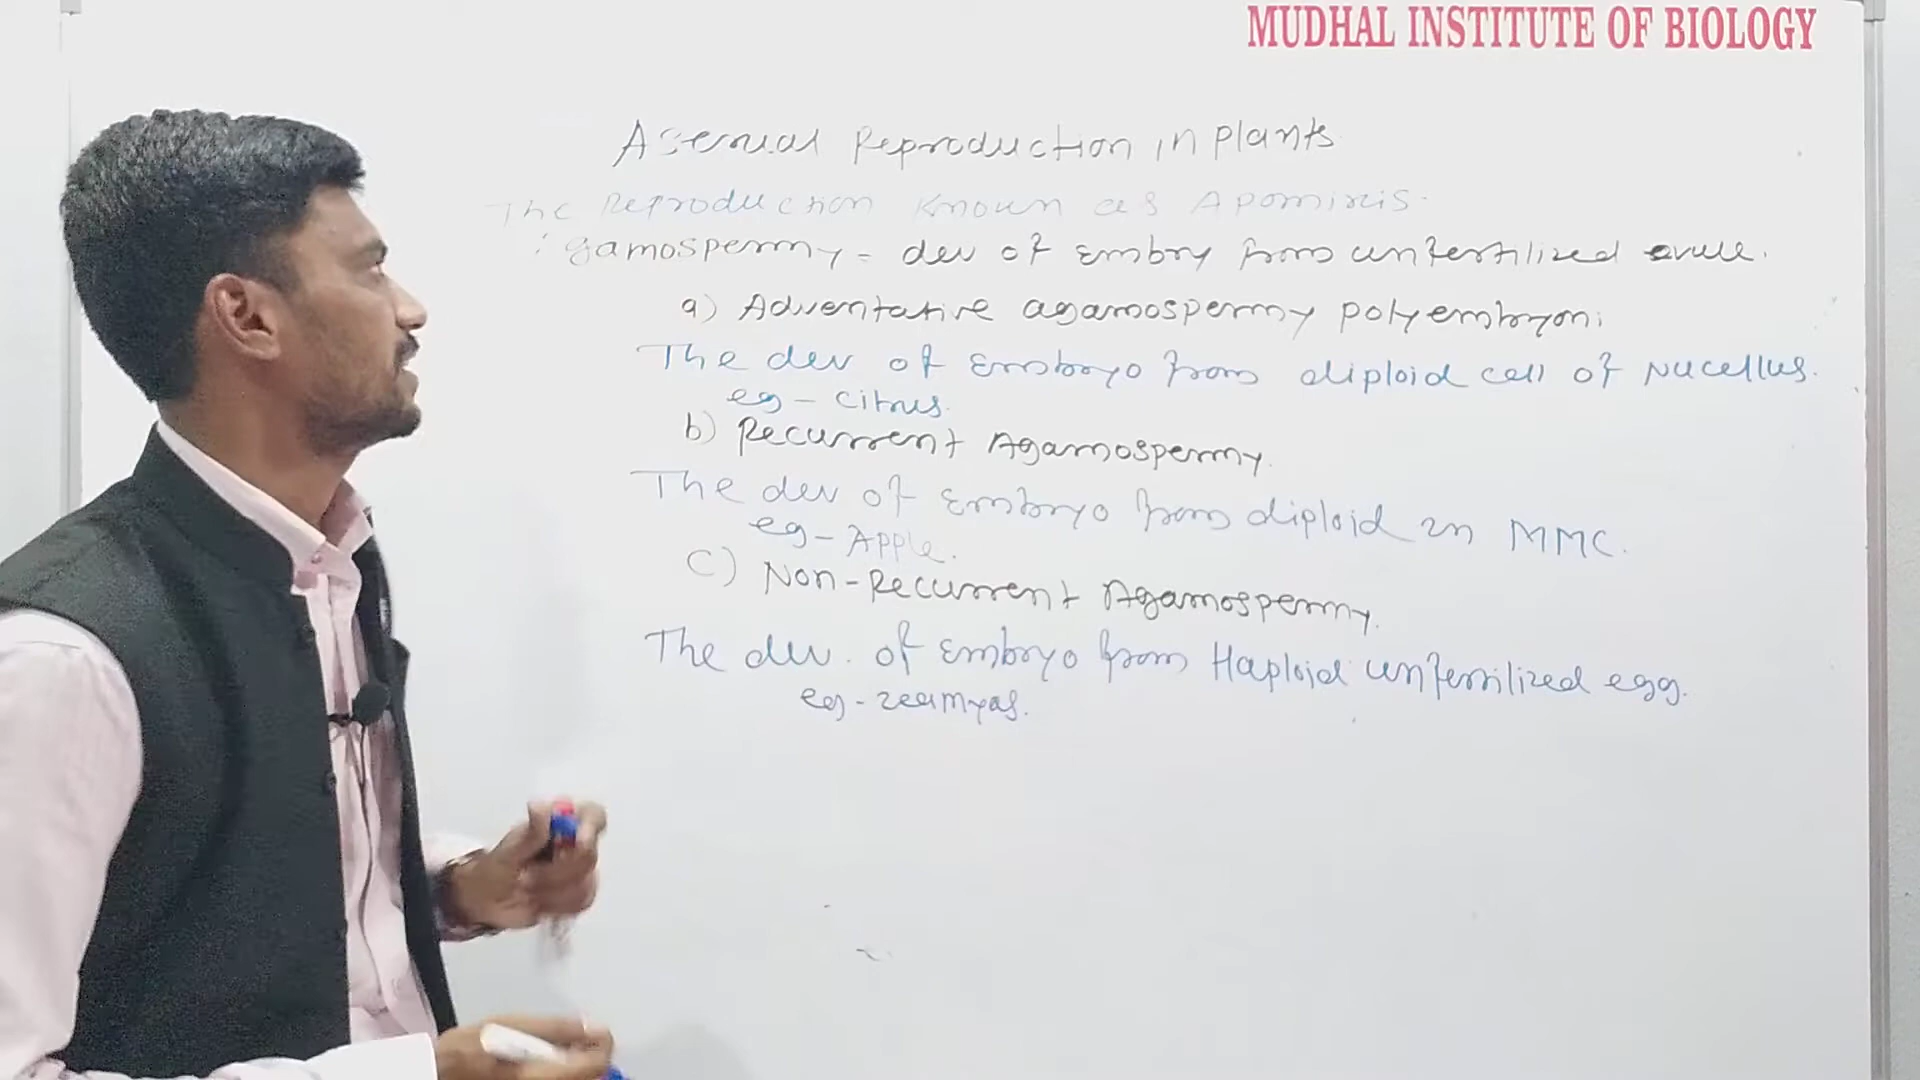 MUDHAL INSTITUTE OF BIOLOGY
Asexual Reproduction in plants
The Reproduction Known as Apomixis.
gamospermy - dev of Embry from unfertilized ovule.
a) Adventative agamospermy polyembryoni
The dev of Embryo from diploid cell of Nucellus.
eg - Citrus.
b) Recurrent Agamospermy.
The dev of Embryo from diploid in MMC.
eg - Apple.
c) Non-Recurrent Agamospermy.
The dev. of Embryo from Haploid unfertilized egg.
eg - zeamyas.